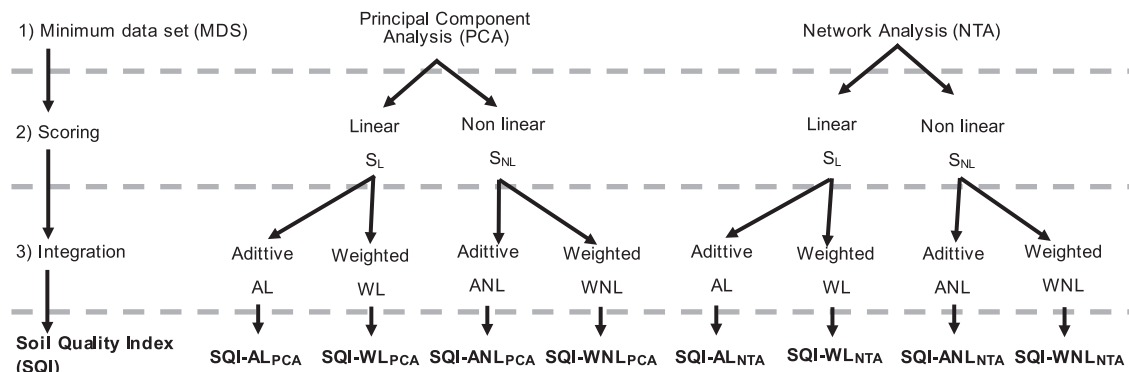 1) Minimum data set (MDS)
Principal Component
Analysis (PCA)
Network Analysis (NTA)
2) Scoring
Linear
Non linear
Linear
Non linear
SL
SNL
SL
SNL
3) Integration
Adittive
Weighted
Adittive
Weighted
Adittive
Weighted
Adittive
Weighted
AL
WL
ANL
WNL
AL
WL
ANL
WNL
Soil Quality Index
(SQI)
SQI-ALPCA
SQI-WLPCA
SQI-ANLPCA
SQI-WNLPCA
SQI-ALNTA
SQI-WLNTA
SQI-ANLNTA
SQI-WNLNTA